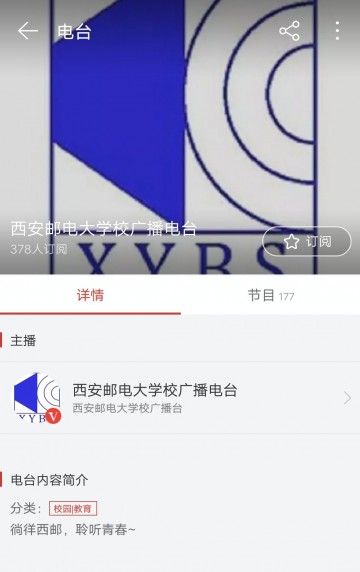 电台
西安邮电大学校广播电台
378人订阅
订阅
XYBS
详情
节目 177
主播
西安邮电大学校广播电台
西安邮电大学校广播台
XYBS
V
电台内容简介
分类： 校园|教育
徜徉西邮，聆听青春~